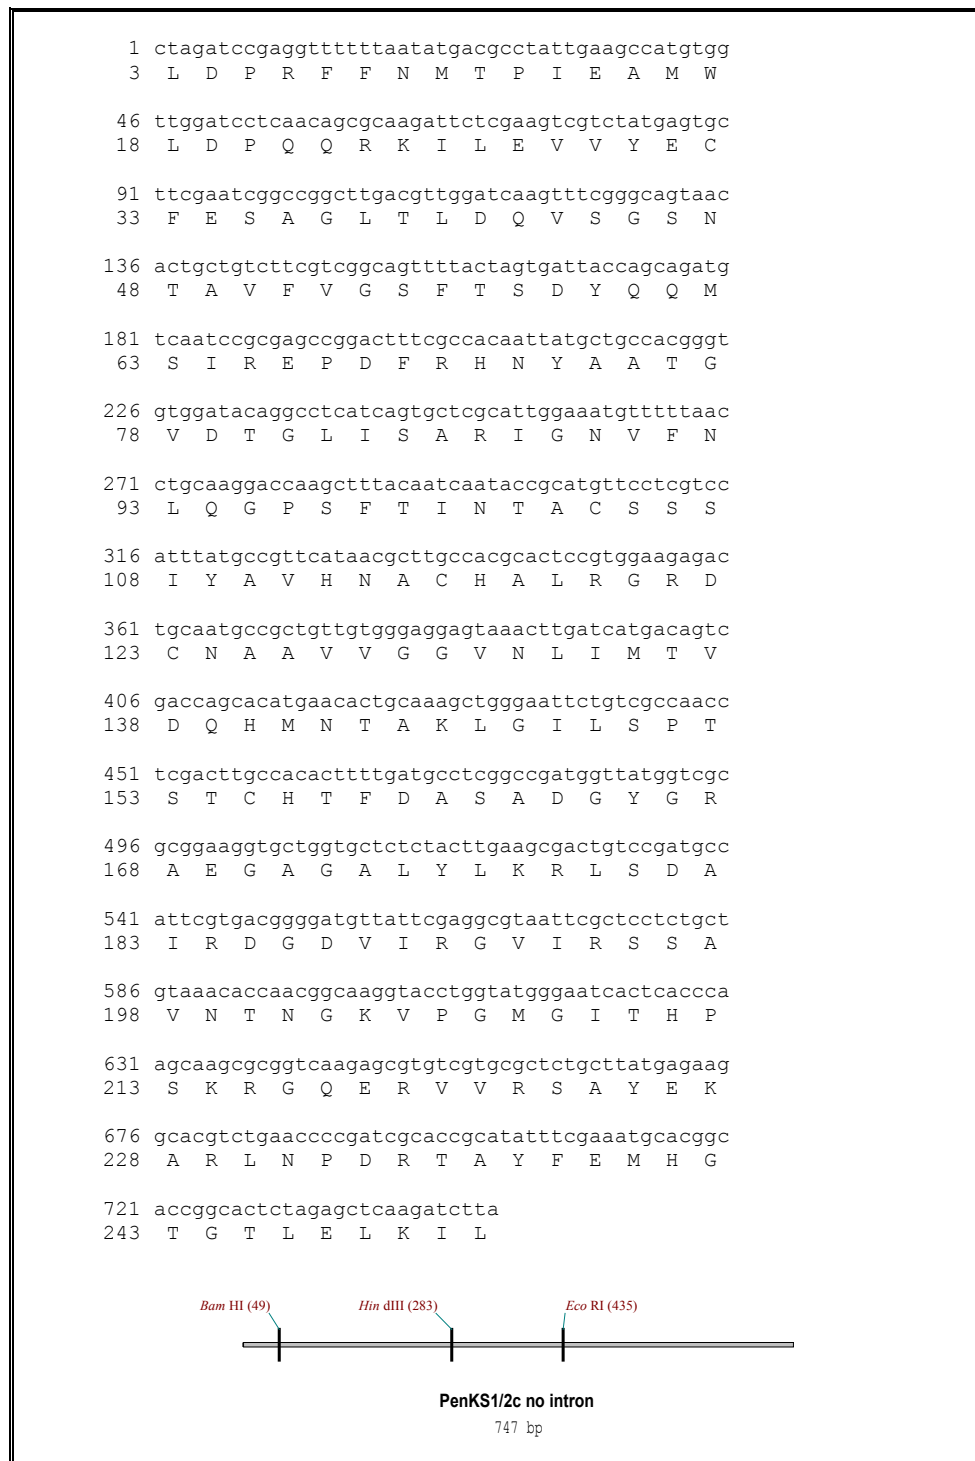 1 ctagatccgaggttttttaatatgacgcctattgaagccatgtgg
3 L D P R F F N M T P I E A M W
46 ttggatcctcaacagcgcaagattctcgaagtcgtctatgagtgc
18 L D P Q Q R K I L E V V Y E C
91 ttcgaatcggccggcttgacgttggatcaagtttcgggcagtaac
33 F E S A G L T L D Q V S G S N
136 actgctgtcttcgtcggcagttttactagtgattaccagcagatg
48 T A V F V G S F T S D Y Q Q M
181 tcaatccgcgagccggactttcgccacaattatgctgccacgggt
63 S I R E P D F R H N Y A A T G
226 gtggatacaggcctcatcagtgctcgcattggaaatgtttttaac
78 V D T G L I S A R I G N V F N
271 ctgcaaggaccaagctttacaatcaataccgcatgttcctcgtcc
93 L Q G P S F T I N T A C S S S
316 atttatgccgttcataacgcttgccacgcactccgtggaagagac
108 I Y A V H N A C H A L R G R D
361 tgcaatgccgctgttgtgggaggagtaaacttgatcatgacagtc
123 C N A A V V G G V N L I M T V
406 gaccagcacatgaacactgcaaagctgggaattctgtcgccaacc
138 D Q H M N T A K L G I L S P T
451 tcgacttgccacacttttgatgcctcggccgatggttatggtcgc
153 S T C H T F D A S A D G Y G R
496 gcggaaggtgctggtgctctctacttgaagcgactgtccgatgcc
168 A E G A G A L Y L K R L S D A
541 attcgtgacggggatgttattcgaggcgtaattcgctcctctgct
183 I R D G D V I R G V I R S S A
586 gtaaacaccaacggcaaggtacctggtatgggaatcactcaccca
198 V N T N G K V P G M G I T H P
631 agcaagcgcggtcaagagcgtgtcgtgcgctctgcttatgagaag
213 S K R G Q E R V V R S A Y E K
676 gcacgtctgaaccccgatcgcaccgcatatttcgaaatgcacggc
228 A R L N P D R T A Y F E M H G
721 accggcactctagagctcaagatctta
243 T G T L E L K I L
Bam HI (49) Hin dIII (283) Eco RI (435)
PenKS1/2c no intron
747 bp